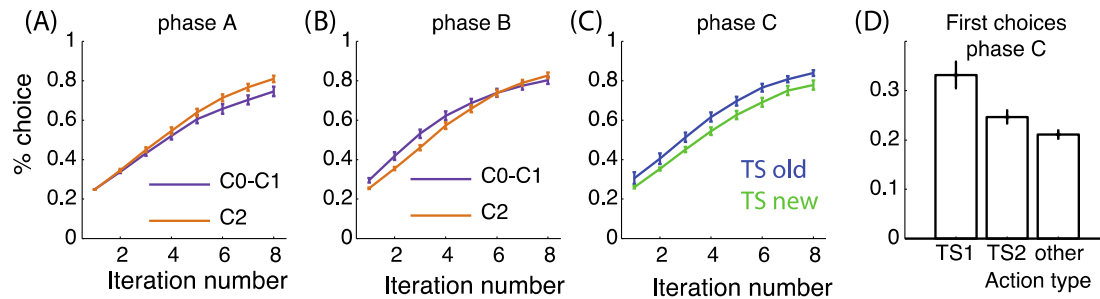 (A) phase A
% choice
1
0.8
0.6
0.4
0.2
0
2 4 6 8
Iteration number
C0-C1
C2
(B) phase B
1
0.8
0.6
0.4
0.2
0
2 4 6 8
Iteration number
C0-C1
C2
(C) phase C
1
0.8
0.6
0.4
0.2
0
2 4 6 8
Iteration number
TS old
TS new
(D) First choices
phase C
0.3
0.2
0.1
0
TS1 TS2 other
Action type